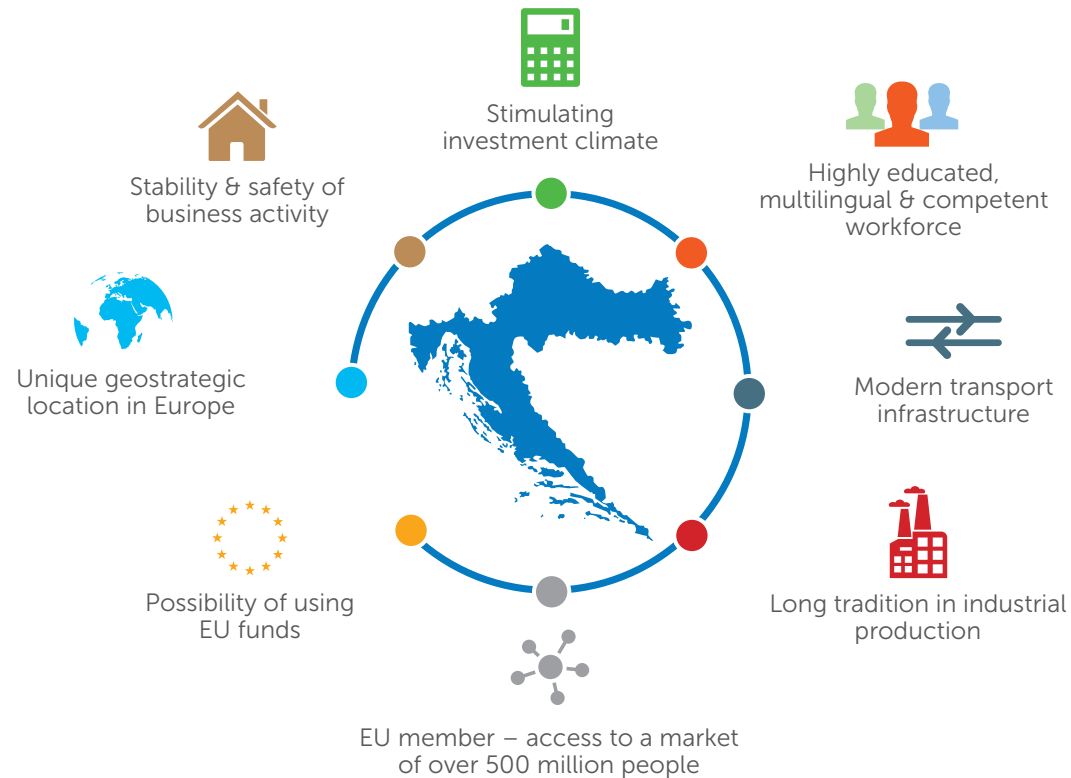 Stimulating
investment climate
Highly educated,
multilingual & competent
workforce
Modern transport
infrastructure
Long tradition in industrial
production
EU member – access to a market
of over 500 million people
Possibility of using
EU funds
Unique geostrategic
location in Europe
Stability & safety of
business activity